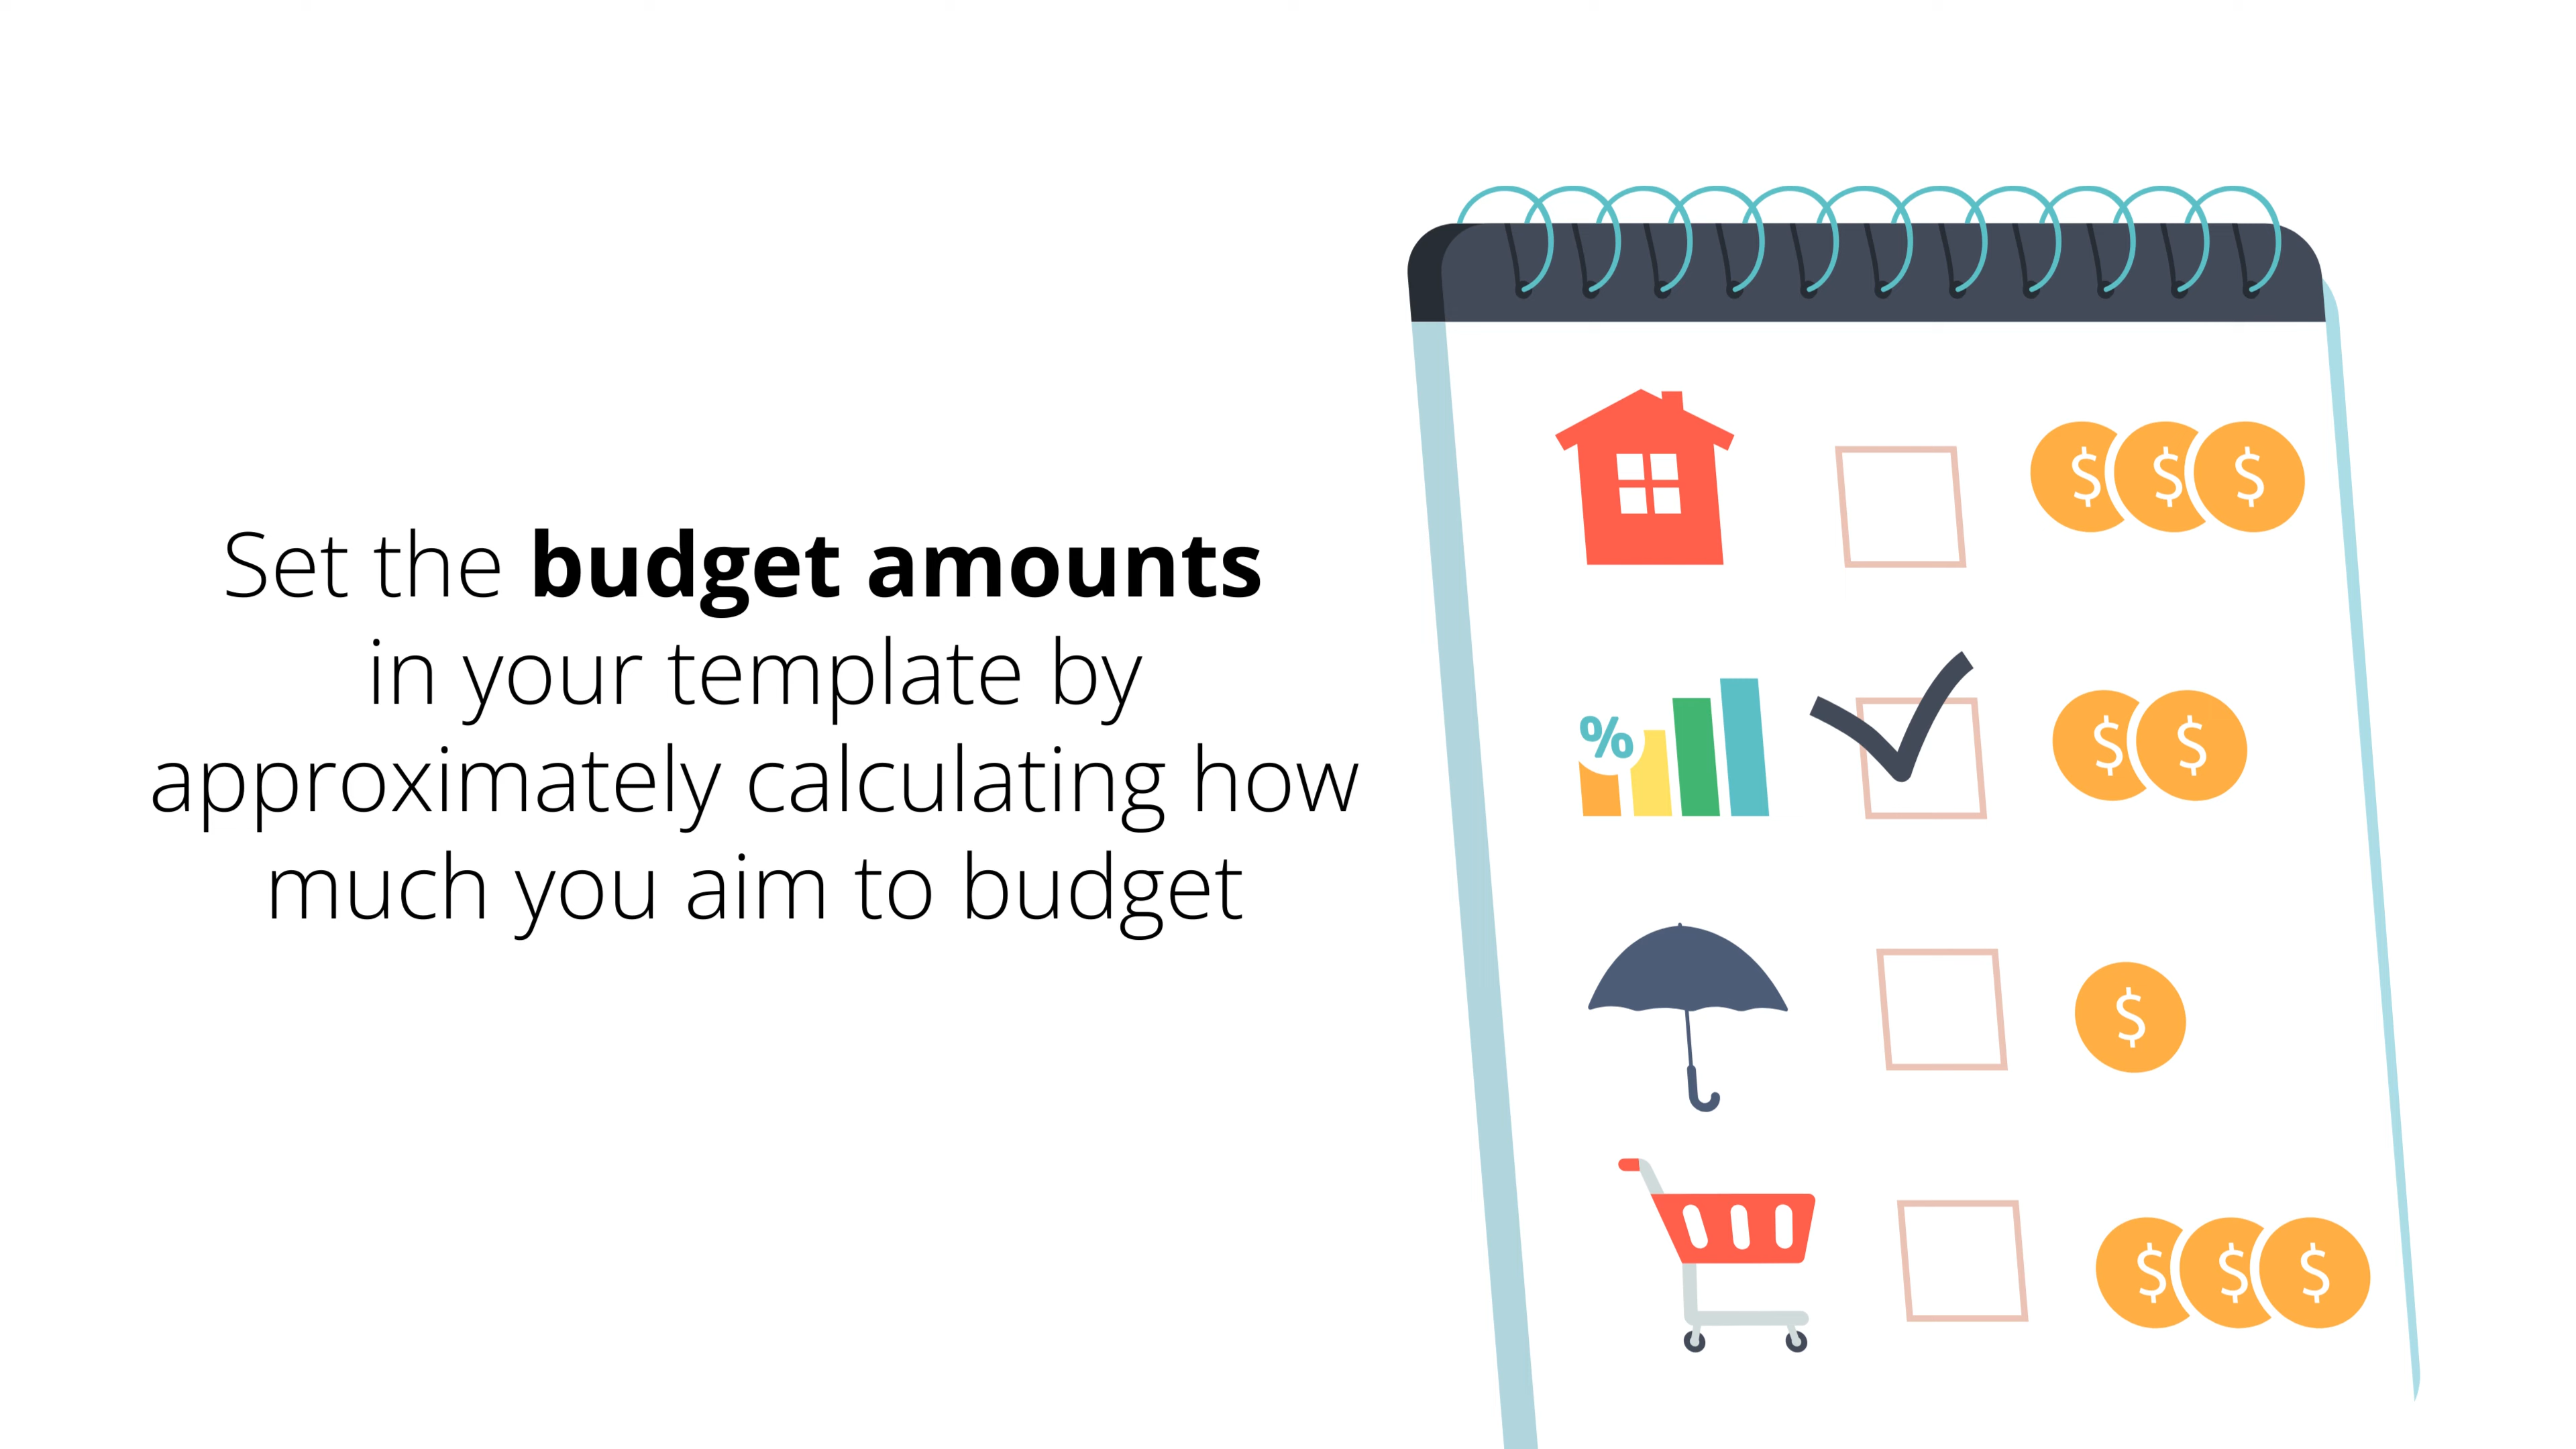 Set the budget amounts
in your template by
approximately calculating how
much you aim to budget
$ $ $
%
$ $
$
$ $ $